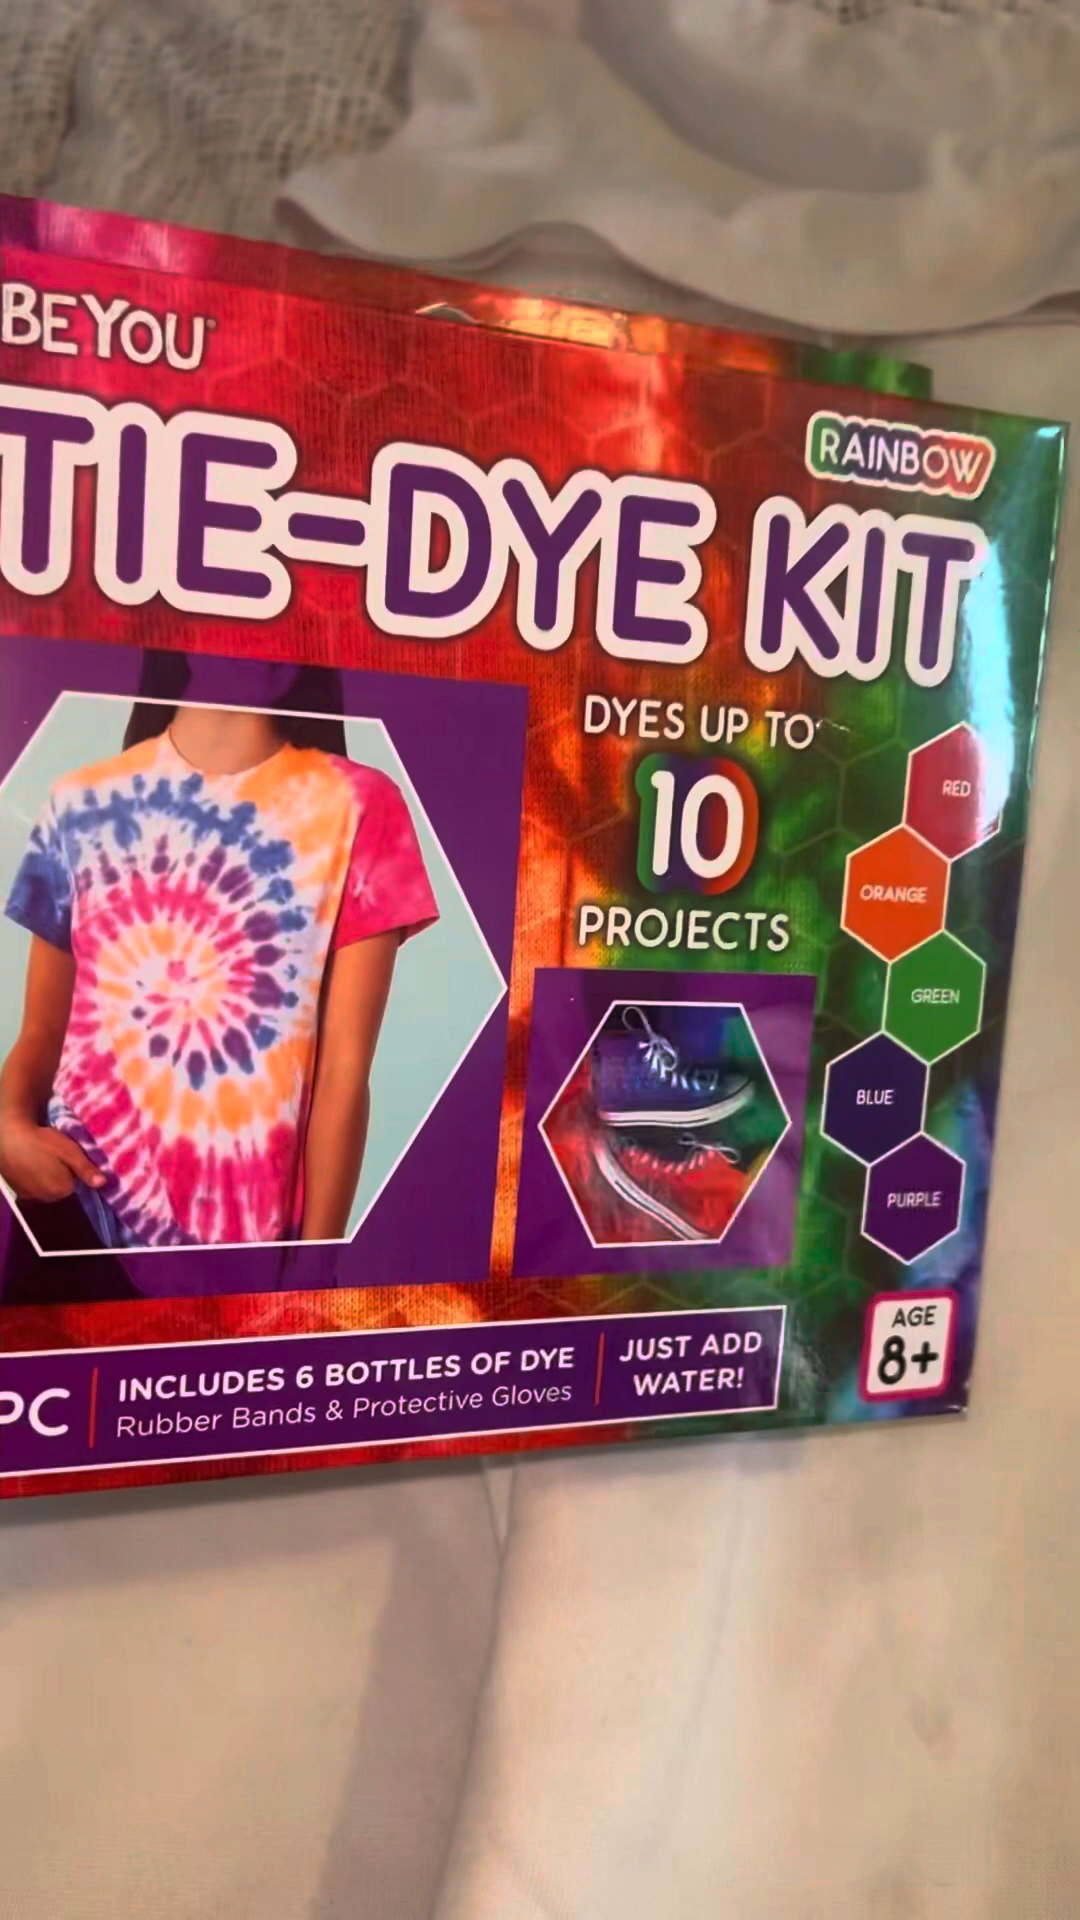 BE YOU
RAINBOW
TIE-DYE KIT
DYES UP TO
10
PROJECTS
RED
ORANGE
GREEN
BLUE
PURPLE
AGE
8+
PC
INCLUDES 6 BOTTLES OF DYE
Rubber Bands & Protective Gloves
JUST ADD
WATER!